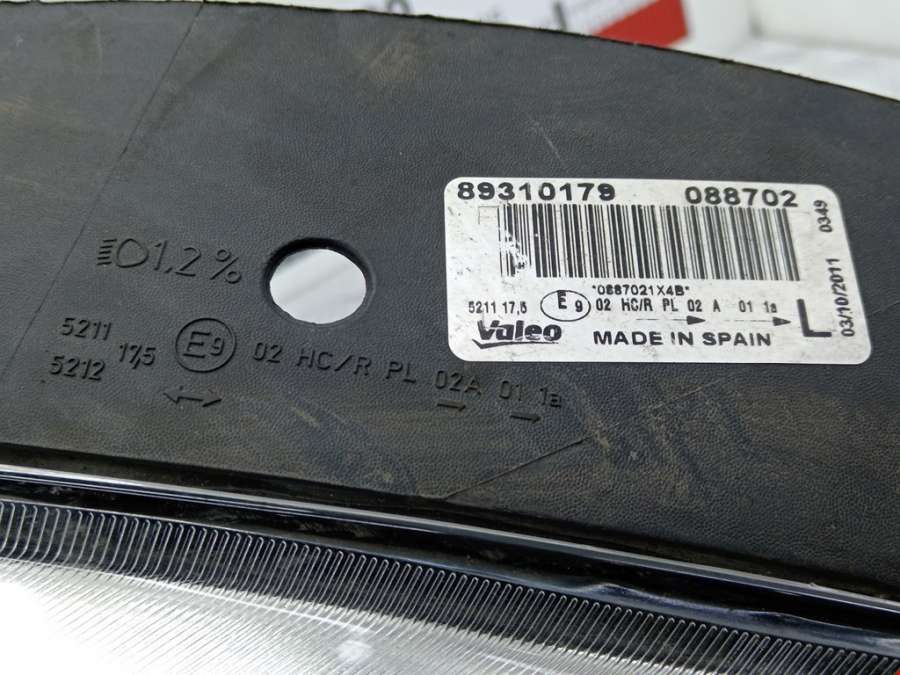 89310179 088702
*0887021X4B*
5211 17,5 E9 02 HC/R PL 02 A 01 1a
Valeo MADE IN SPAIN
L
03/10/2011 0349
1,2%
5211
5212
17,5 E9 02 HC/R PL 02A 01 1a